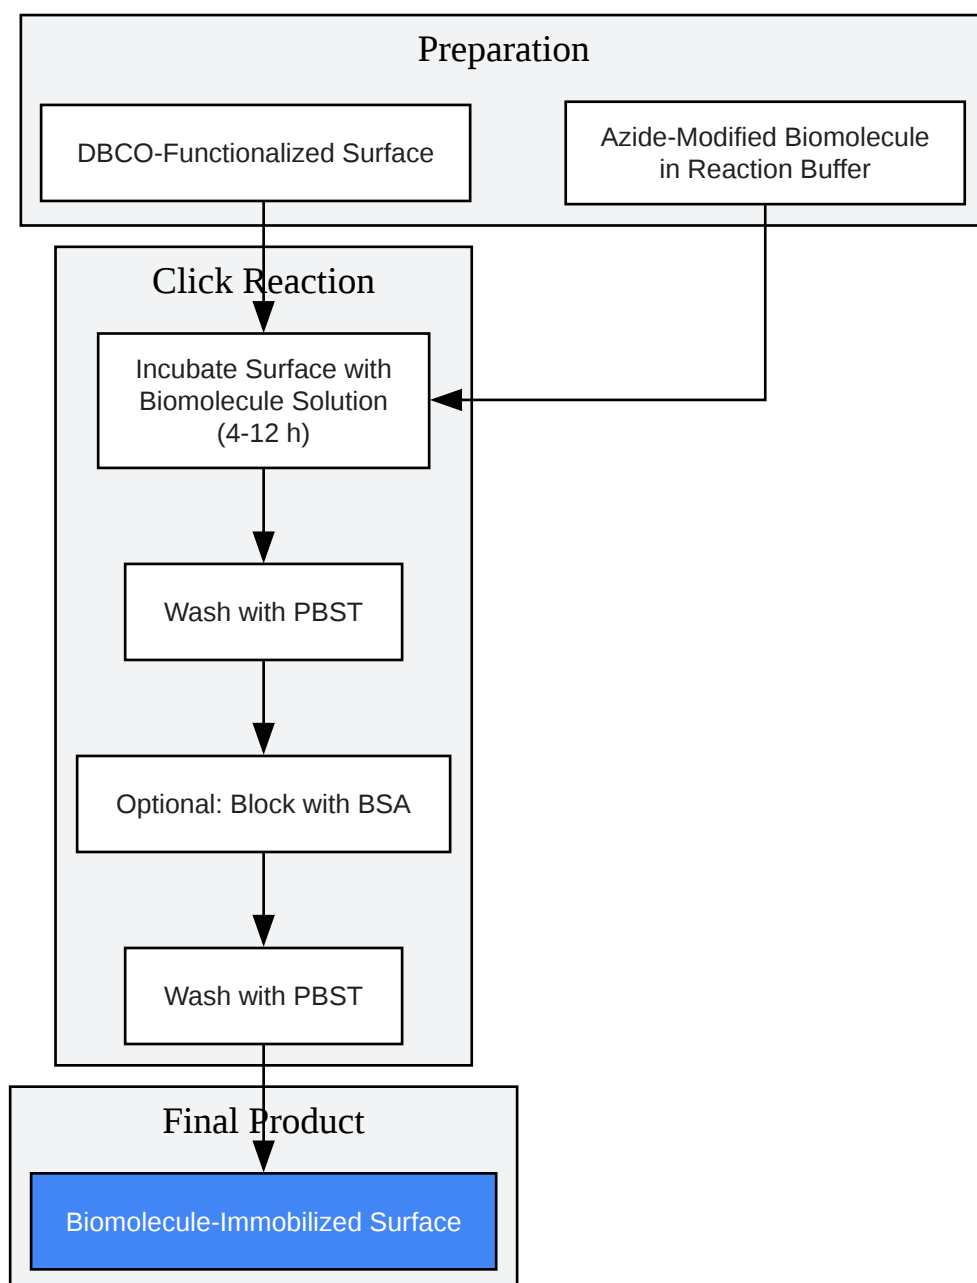 Preparation
DBCO-Functionalized Surface
Azide-Modified Biomolecule
in Reaction Buffer
Click Reaction
Incubate Surface with
Biomolecule Solution
(4-12 h)
Wash with PBST
Optional: Block with BSA
Wash with PBST
Final Product
Biomolecule-Immobilized Surface